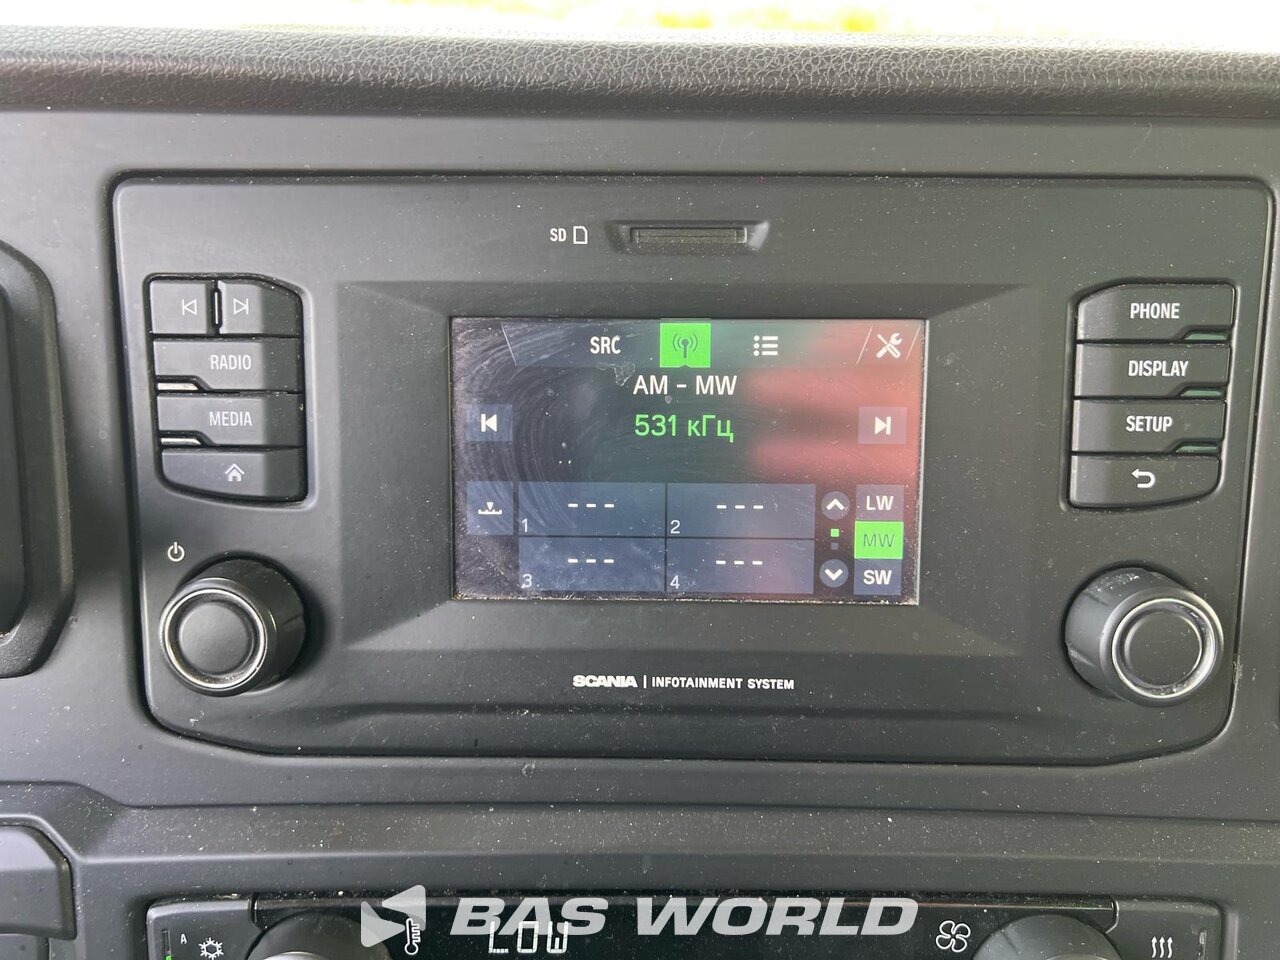 SD
RADIO
MEDIA
PHONE
DISPLAY
SETUP
SRC
AM - MW
531 кГц
--- ---
1 2
--- ---
3 4
LW
MW
SW
SCANIA | INFOTAINMENT SYSTEM
A
LOW
BAS WORLD